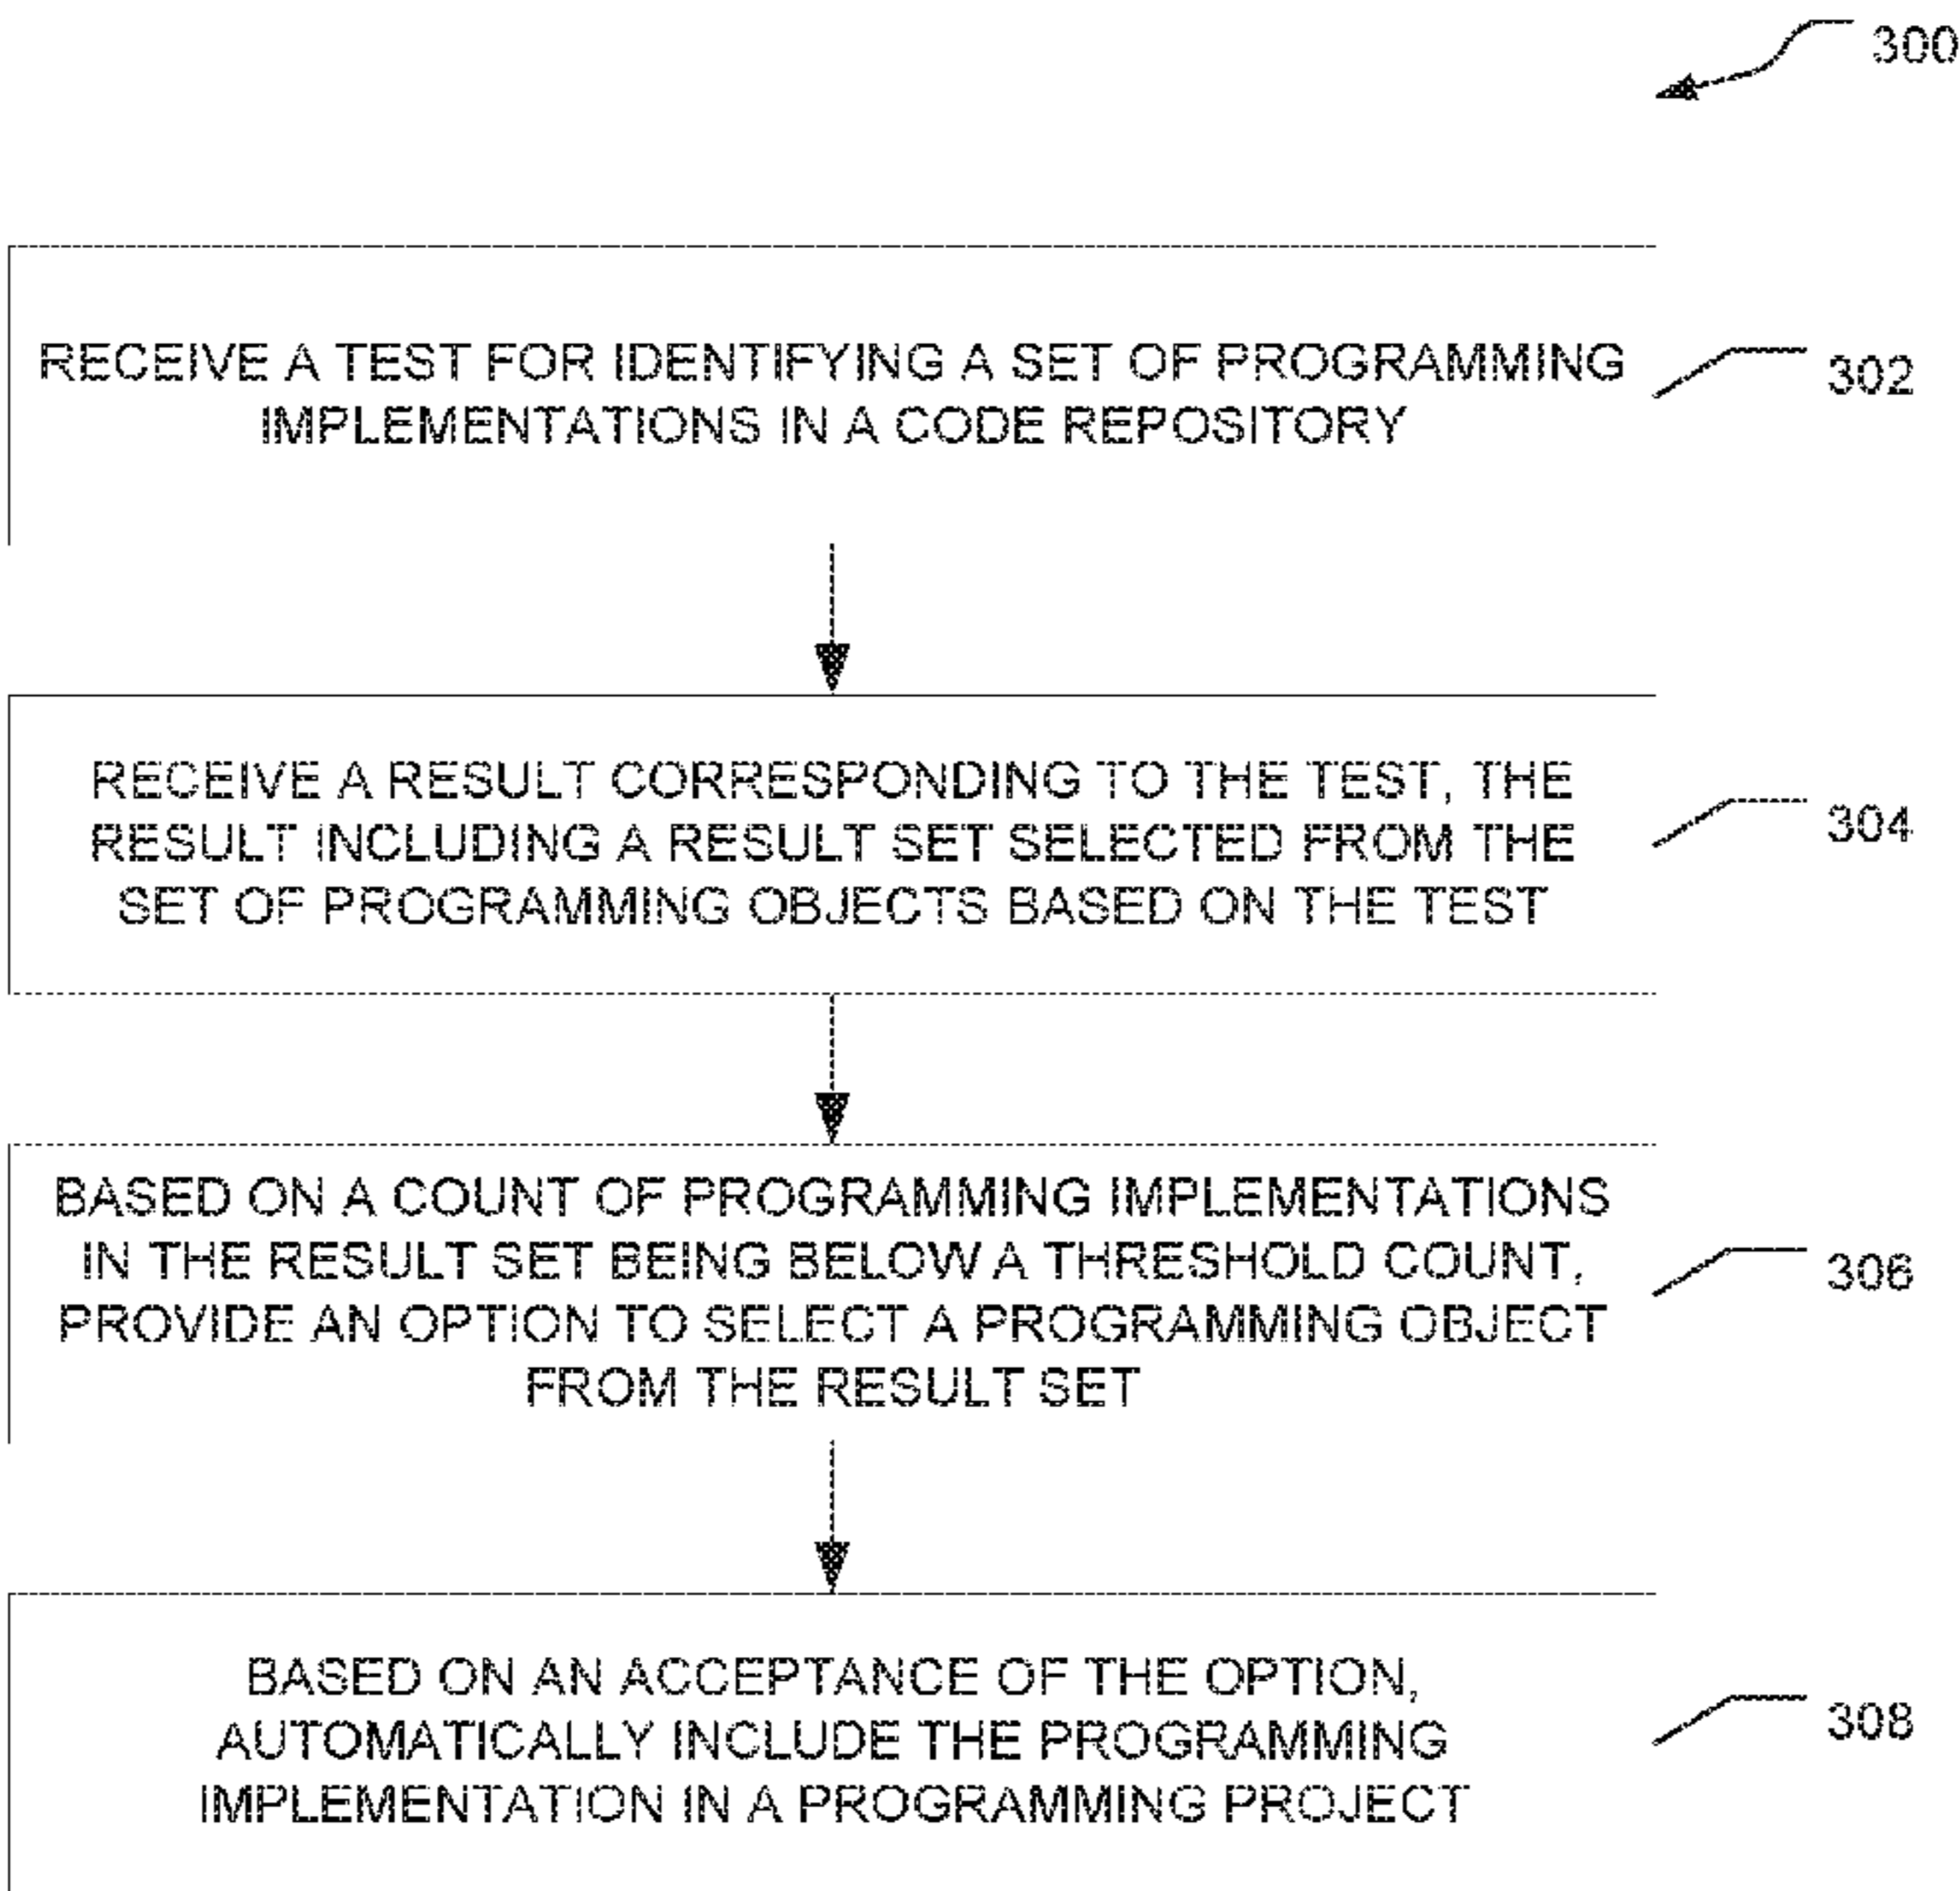 300
RECEIVE A TEST FOR IDENTIFYING A SET OF PROGRAMMING
IMPLEMENTATIONS IN A CODE REPOSITORY
302
RECEIVE A RESULT CORRESPONDING TO THE TEST, THE
RESULT INCLUDING A RESULT SET SELECTED FROM THE
SET OF PROGRAMMING OBJECTS BASED ON THE TEST
304
BASED ON A COUNT OF PROGRAMMING IMPLEMENTATIONS
IN THE RESULT SET BEING BELOW A THRESHOLD COUNT,
PROVIDE AN OPTION TO SELECT A PROGRAMMING OBJECT
FROM THE RESULT SET
306
BASED ON AN ACCEPTANCE OF THE OPTION,
AUTOMATICALLY INCLUDE THE PROGRAMMING
IMPLEMENTATION IN A PROGRAMMING PROJECT
308